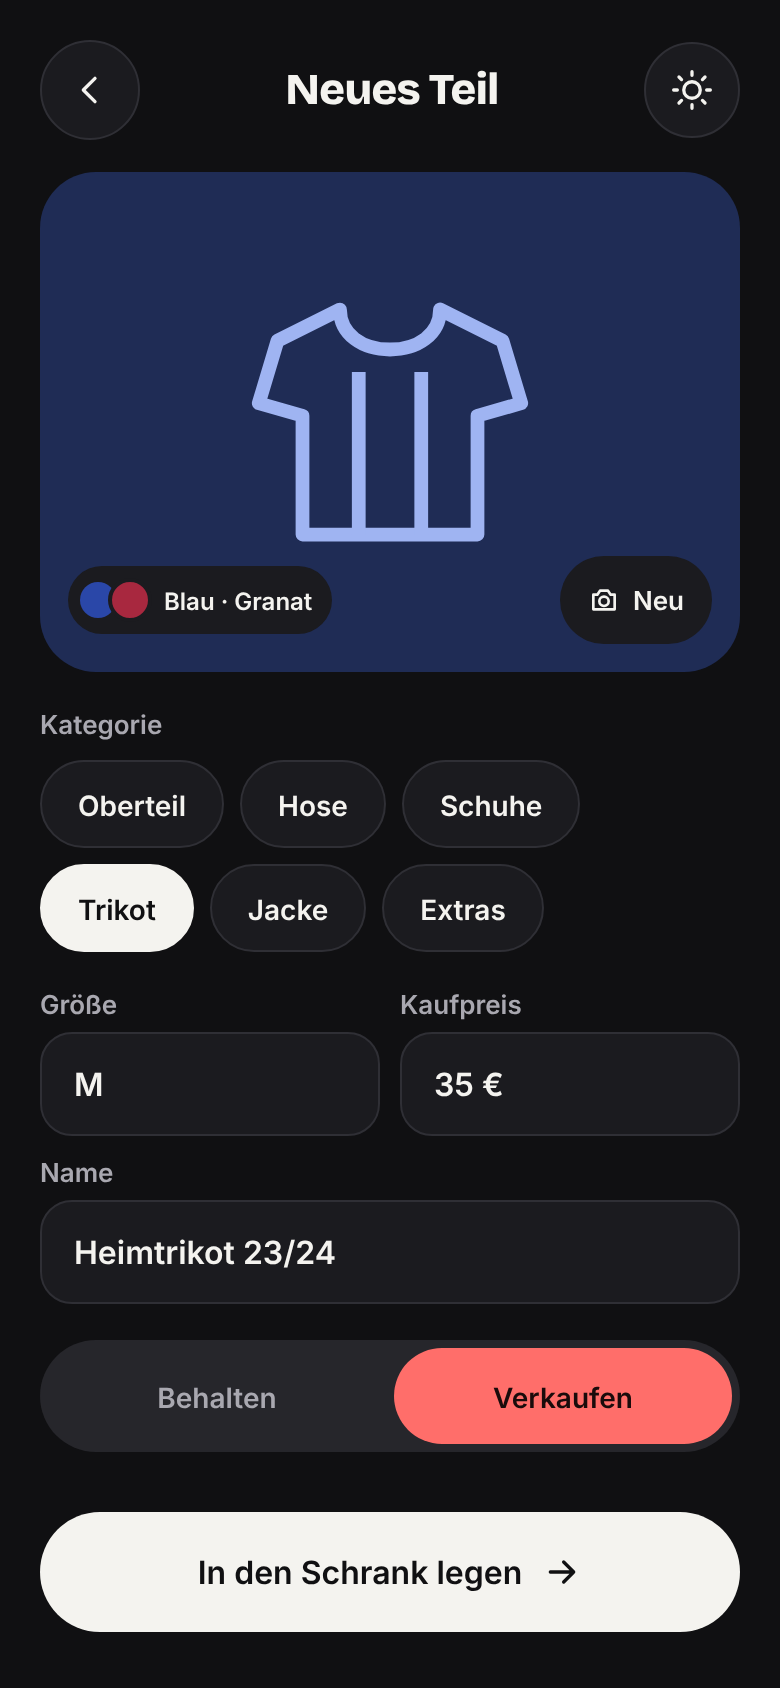 Neues Teil
Blau · Granat
Neu
Kategorie
Oberteil Hose Schuhe
Trikot Jacke Extras
Größe Kaufpreis
M 35 €
Name
Heimtrikot 23/24
Behalten Verkaufen
In den Schrank legen →